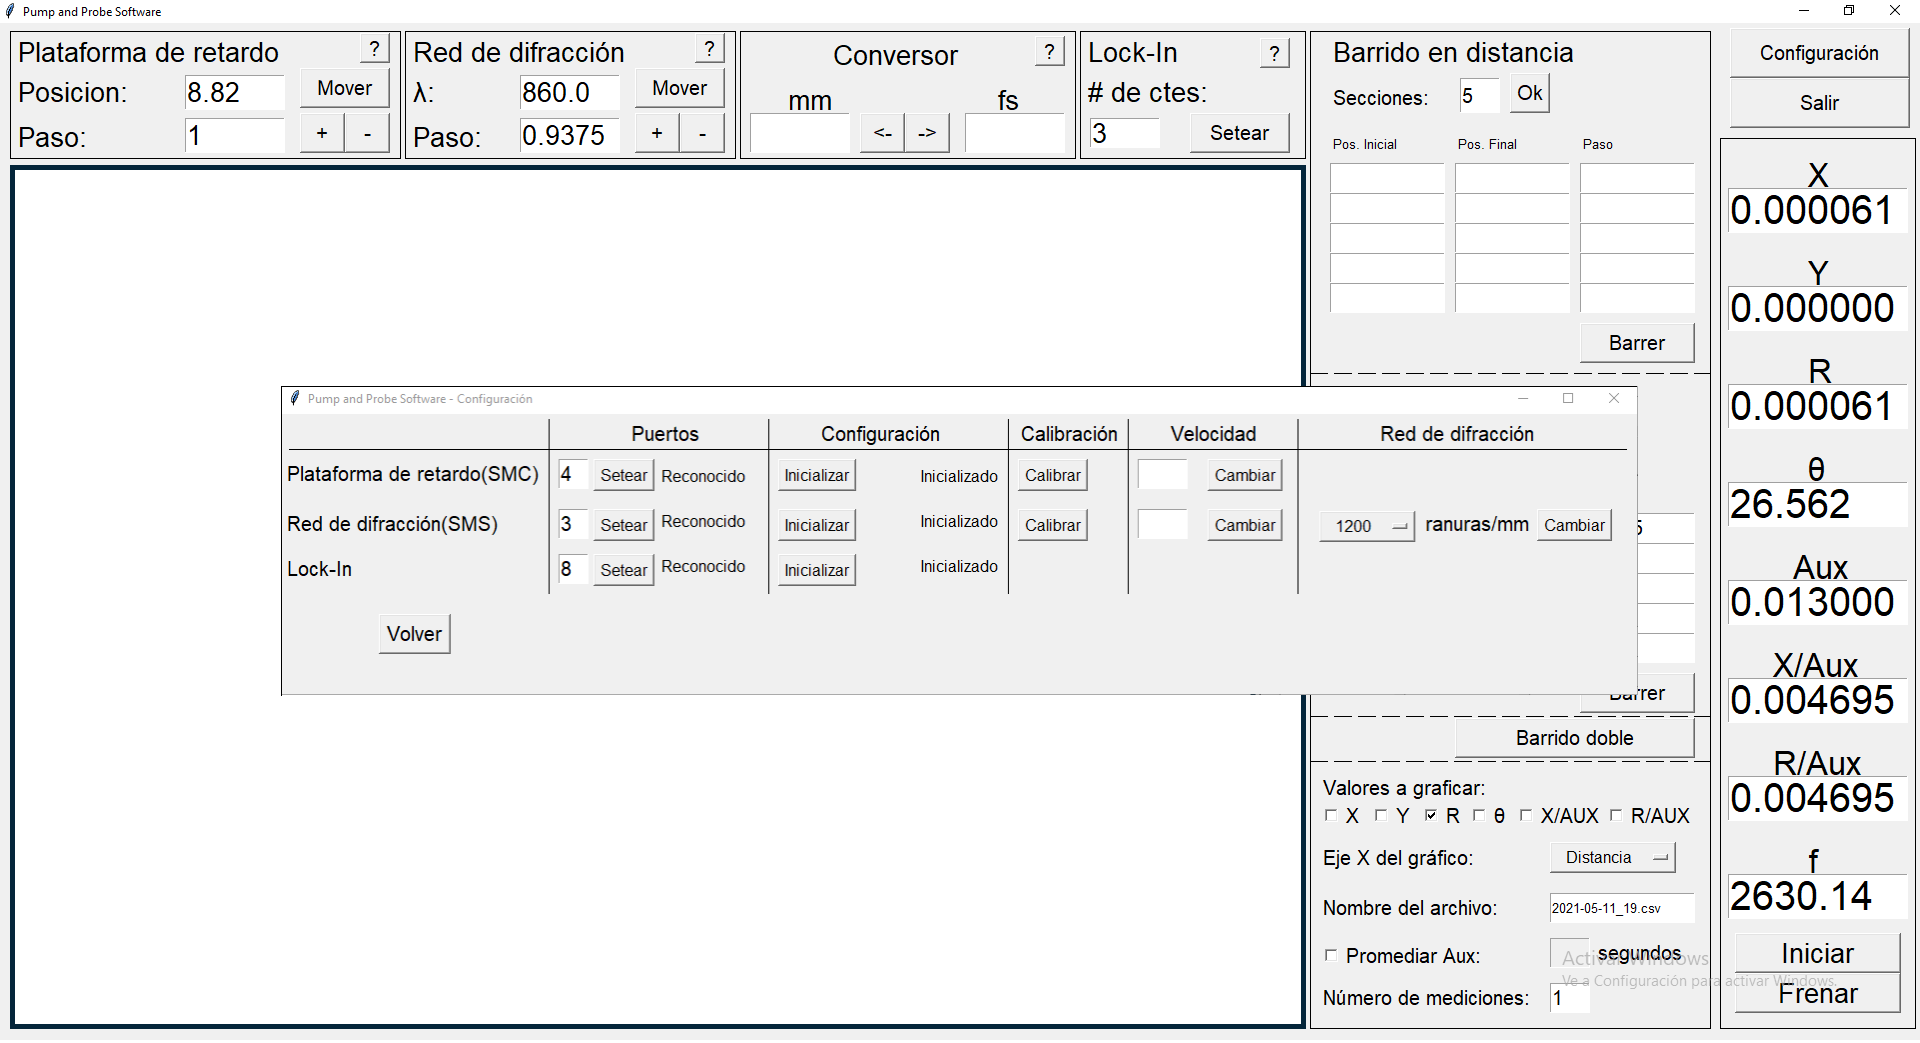 Pump and Probe Software
Plataforma de retardo ?
Posicion: 8.82 Mover
Paso: 1 + -
Red de difracción ?
λ: 860.0 Mover
Paso: 0.9375 + -
Conversor ?
mm fs
<- ->
Lock-In ?
# de ctes:
3 Setear
Barrido en distancia
Secciones: 5 Ok
Pos. Inicial Pos. Final Paso
Barrer
Configuración
Salir
X
0.000061
Y
0.000000
R
0.000061
θ
26.562
Aux
0.013000
X/Aux
0.004695
R/Aux
0.004695
f
2630.14
Iniciar
Frenar
Pump and Probe Software - Configuración
Puertos Configuración Calibración Velocidad Red de difracción
Plataforma de retardo(SMC) 4 Setear Reconocido Inicializar Inicializado Calibrar Cambiar
Red de difracción(SMS) 3 Setear Reconocido Inicializar Inicializado Calibrar Cambiar 1200 ranuras/mm Cambiar
Lock-In 8 Setear Reconocido Inicializar Inicializado
Volver
5
Barrer
Barrido doble
Valores a graficar:
X Y R θ X/AUX R/AUX
Eje X del gráfico: Distancia
Nombre del archivo: 2021-05-11_19.csv
Promediar Aux: segundos
Número de mediciones: 1
Activar Windows
Ve a Configuración para activar Windows.